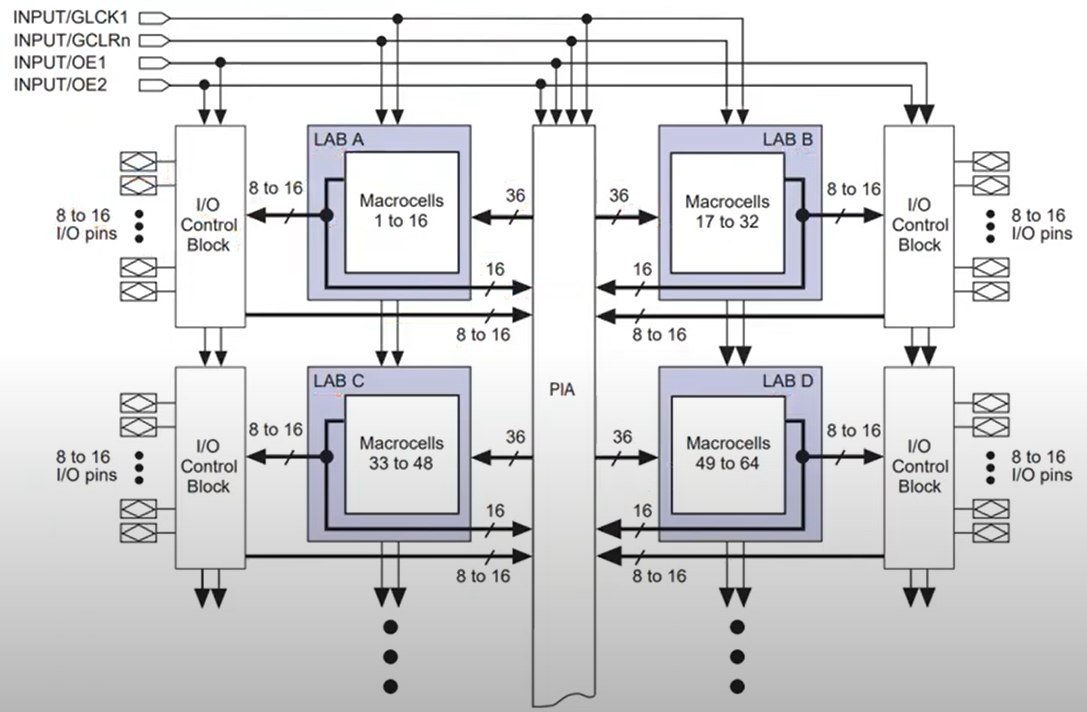 INPUT/GLCK1
INPUT/GCLRn
INPUT/OE1
INPUT/OE2
LAB A
LAB B
8 to 16
36
36
8 to 16
I/O
Control
Block
Macrocells
1 to 16
Macrocells
17 to 32
I/O
Control
Block
8 to 16
I/O pins
8 to 16
I/O pins
16
16
8 to 16
8 to 16
PIA
LAB C
LAB D
8 to 16
36
36
8 to 16
I/O
Control
Block
Macrocells
33 to 48
Macrocells
49 to 64
I/O
Control
Block
8 to 16
I/O pins
8 to 16
I/O pins
16
16
8 to 16
8 to 16